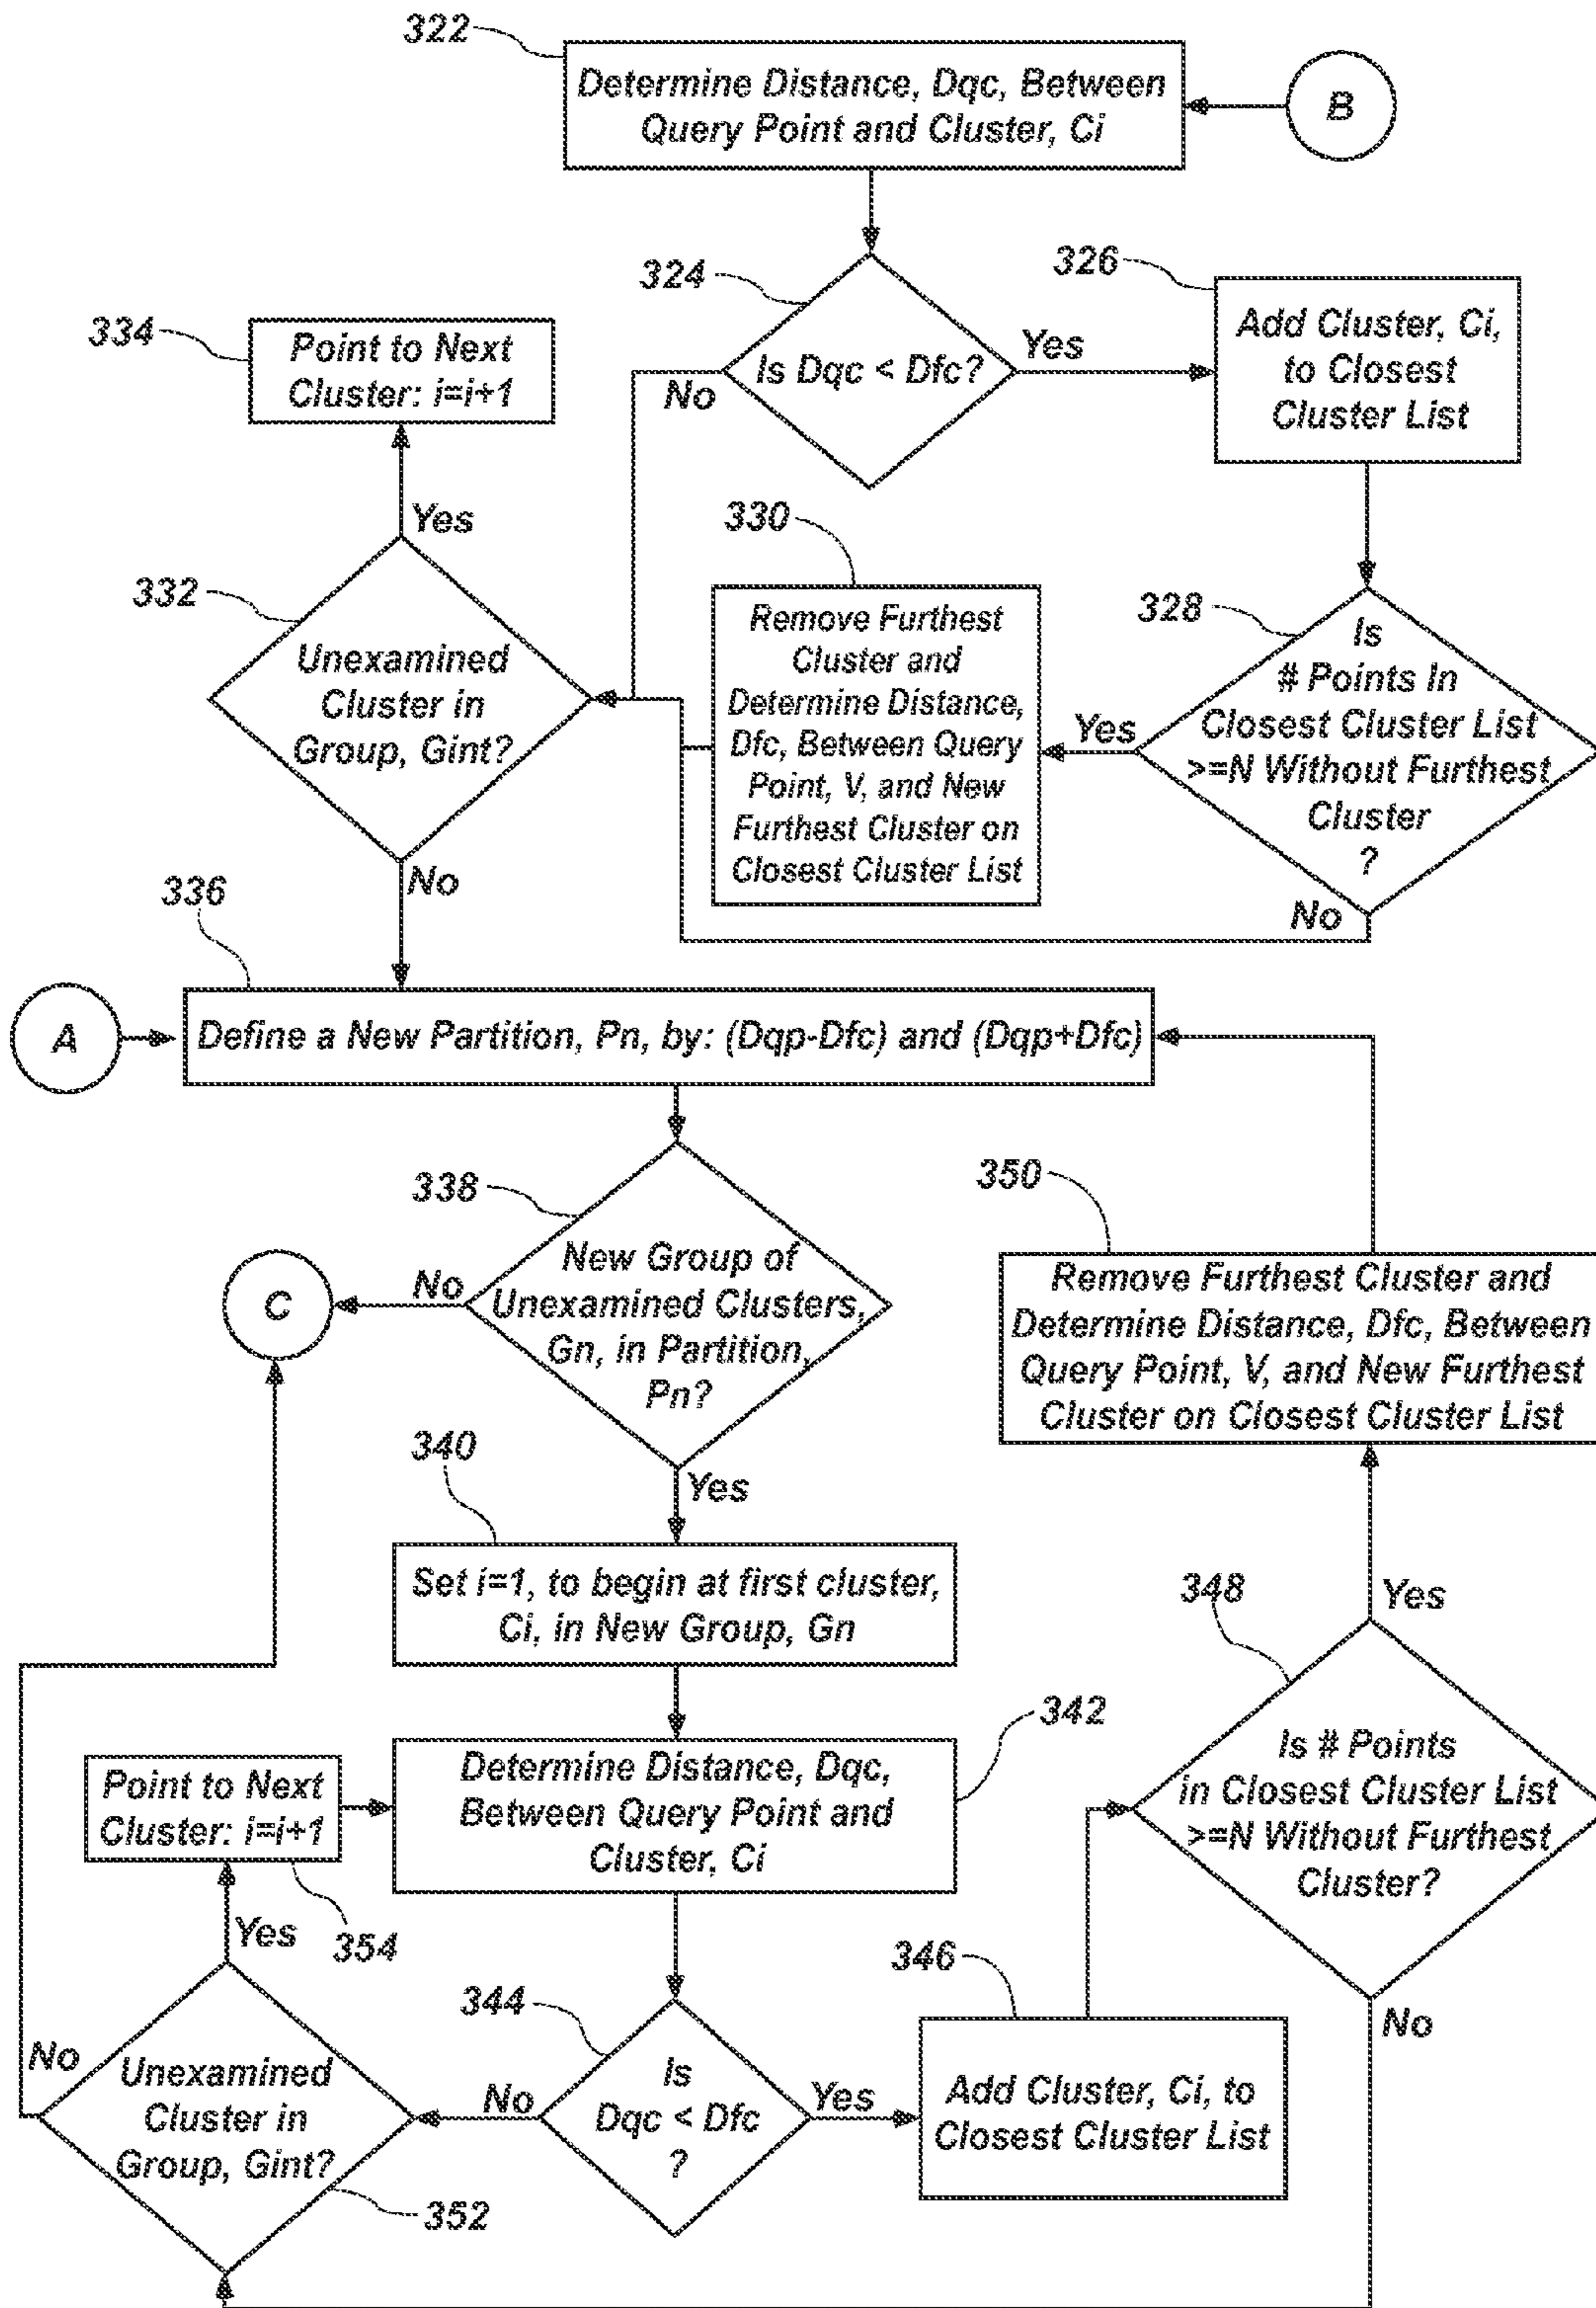 322
Determine Distance, Dqc, Between
Query Point and Cluster, Ci
B
324
Is Dqc < Dfc?
Yes
No
326
Add Cluster, Ci,
to Closest
Cluster List
334
Point to Next
Cluster: i=i+1
Yes
332
Unexamined
Cluster in
Group, Gint?
No
330
Remove Furthest
Cluster and
Determine Distance,
Dfc, Between Query
Point, V, and New
Furthest Cluster on
Closest Cluster List
328
Is
# Points In
Closest Cluster List
>=N Without Furthest
Cluster
?
Yes
No
336
A
Define a New Partition, Pn, by: (Dqp-Dfc) and (Dqp+Dfc)
338
New Group of
Unexamined Clusters,
Gn, in Partition,
Pn?
No
C
Yes
350
Remove Furthest Cluster and
Determine Distance, Dfc, Between
Query Point, V, and New Furthest
Cluster on Closest Cluster List
340
Set i=1, to begin at first cluster,
Ci, in New Group, Gn
348
Yes
Is # Points
in Closest Cluster List
>=N Without Furthest
Cluster?
No
342
Determine Distance, Dqc,
Between Query Point and
Cluster, Ci
Point to Next
Cluster: i=i+1
354
Yes
344
Is
Dqc < Dfc
?
No
Yes
346
Add Cluster, Ci, to
Closest Cluster List
No
Unexamined
Cluster in
Group, Gint?
352